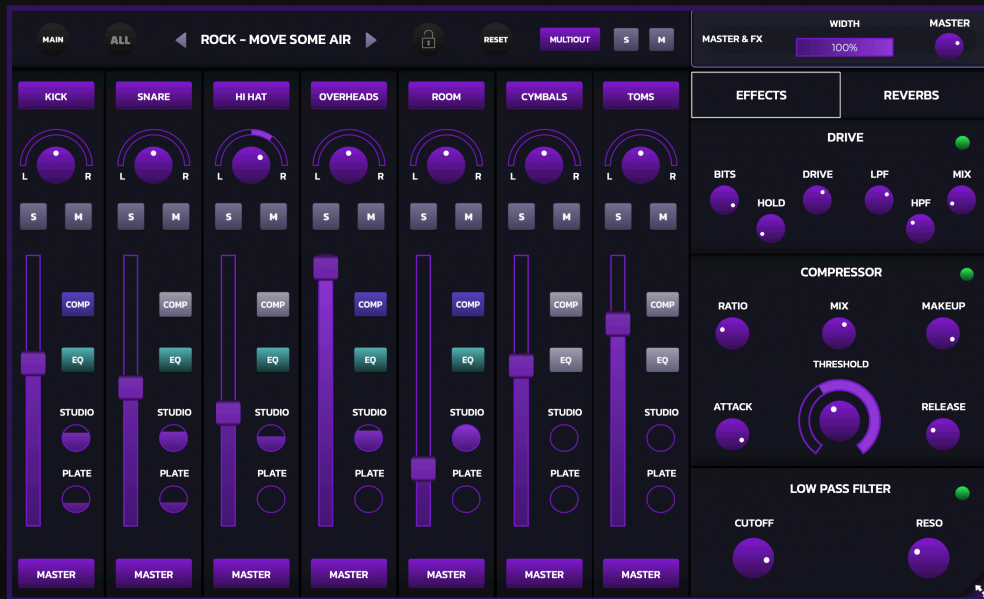 MAIN
ALL
ROCK - MOVE SOME AIR
RESET
MULTIOUT
S
M
MASTER & FX
WIDTH
100%
MASTER
KICK
SNARE
HI HAT
OVERHEADS
ROOM
CYMBALS
TOMS
L R
L R
L R
L R
L R
L R
L R
S M
S M
S M
S M
S M
S M
S M
COMP
COMP
COMP
COMP
COMP
COMP
COMP
EQ
EQ
EQ
EQ
EQ
EQ
EQ
STUDIO
STUDIO
STUDIO
STUDIO
STUDIO
STUDIO
STUDIO
PLATE
PLATE
PLATE
PLATE
PLATE
PLATE
PLATE
MASTER
MASTER
MASTER
MASTER
MASTER
MASTER
MASTER
EFFECTS
REVERBS
DRIVE
BITS
HOLD
DRIVE
LPF
HPF
MIX
COMPRESSOR
RATIO
MIX
MAKEUP
THRESHOLD
ATTACK
RELEASE
LOW PASS FILTER
CUTOFF
RESO